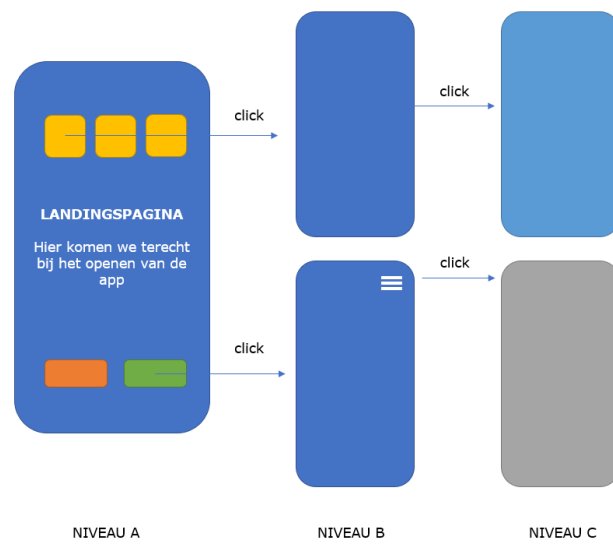 click
click
LANDINGSPAGINA
Hier komen we terecht
bij het openen van de
app
click
click
NIVEAU A
NIVEAU B
NIVEAU C